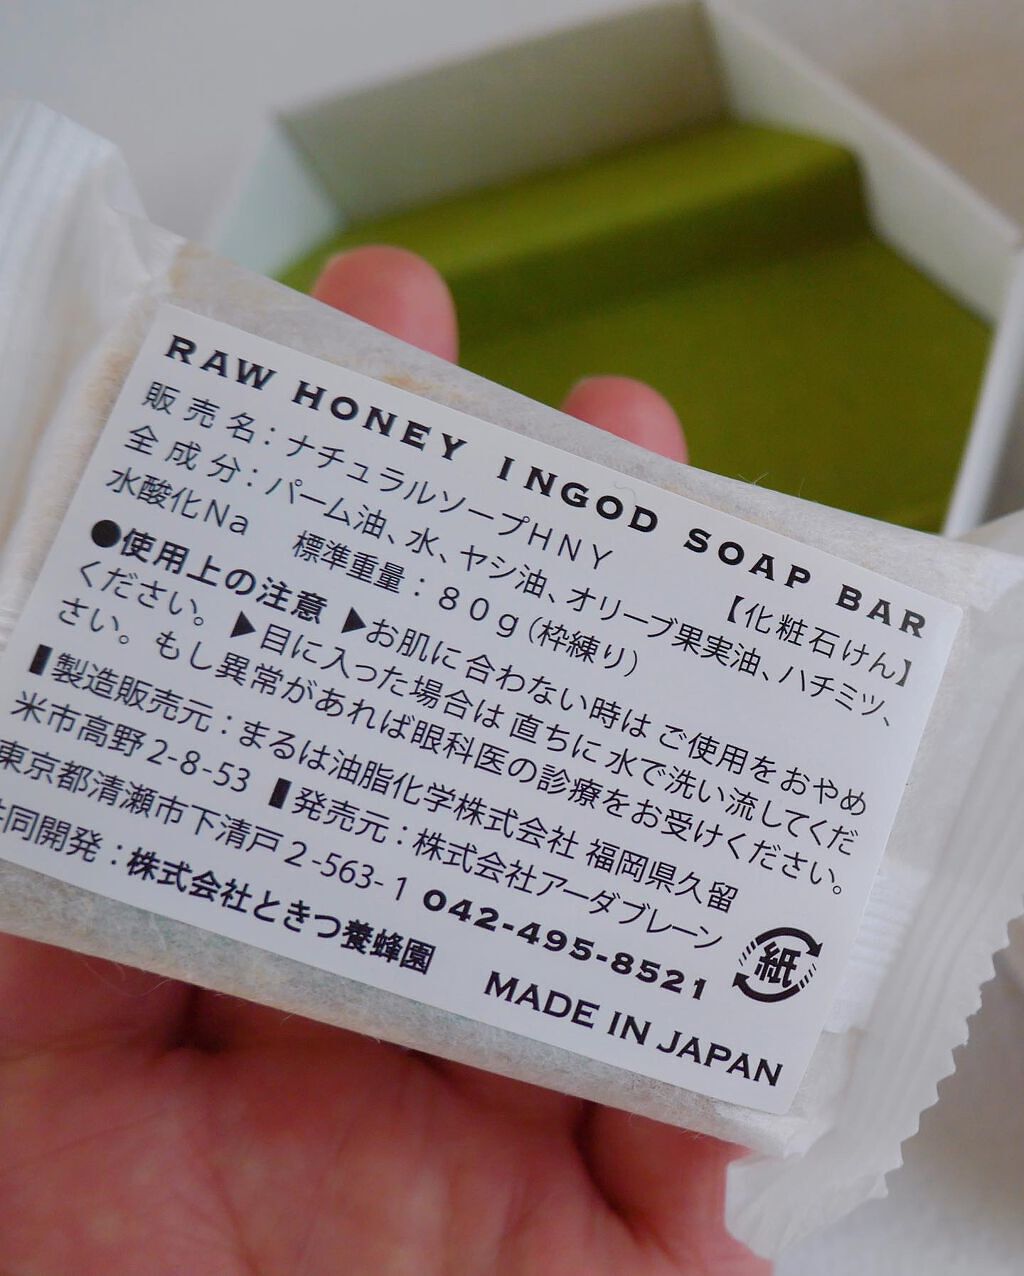 RAW HONEY INGOD SOAP BAR
販売名：ナチュラルソープHNY 【化粧石けん】
全成分：パーム油、水、ヤシ油、オリーブ果実油、ハチミツ、
水酸化Na 標準重量：８０ｇ(枠練り)
●使用上の注意 ▶お肌に合わない時は ご使用をおやめ
ください。 ▶目に入った場合は 直ちに 水で洗い流してくだ
さい。もし異常があれば眼科医の診療をお受けください。
▮製造販売元：まるは油脂化学株式会社 福岡県久留
米市高野2-8-53 ▮発売元：株式会社アーダブレーン
東京都清瀬市下清戸2-563-1 042-495-8521
共同開発：株式会社ときつ養蜂園 MADE IN JAPAN
紙